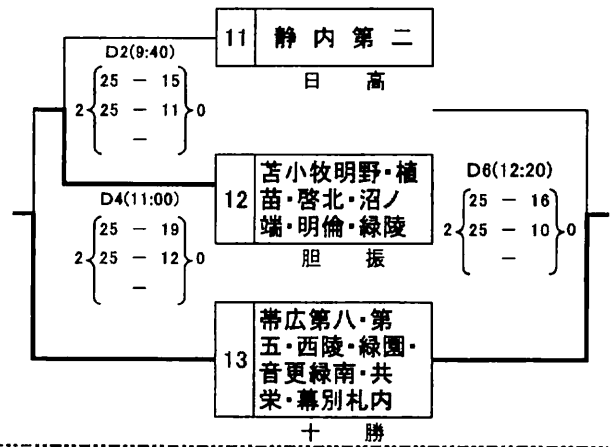 11 静内第二
日高
D2(9:40)
25 － 15
2 25 － 11 0
－
12 苫小牧明野・植
苗・啓北・沼ノ
端・明倫・緑陵
胆振
D4(11:00)
25 － 19
2 25 － 12 0
－
D6(12:20)
25 － 16
2 25 － 10 0
－
13 帯広第八・第
五・西陵・緑園・
音更緑南・共
栄・幕別札内
十勝